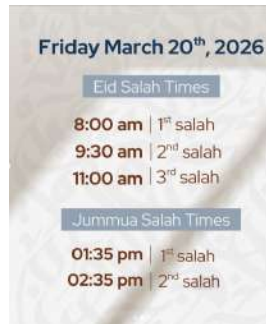 Friday March 20th, 2026
Eid Salah Times
8:00 am | 1st salah
9:30 am | 2nd salah
11:00 am | 3rd salah
Jummua Salah Times
01:35 pm | 1st salah
02:35 pm | 2nd salah